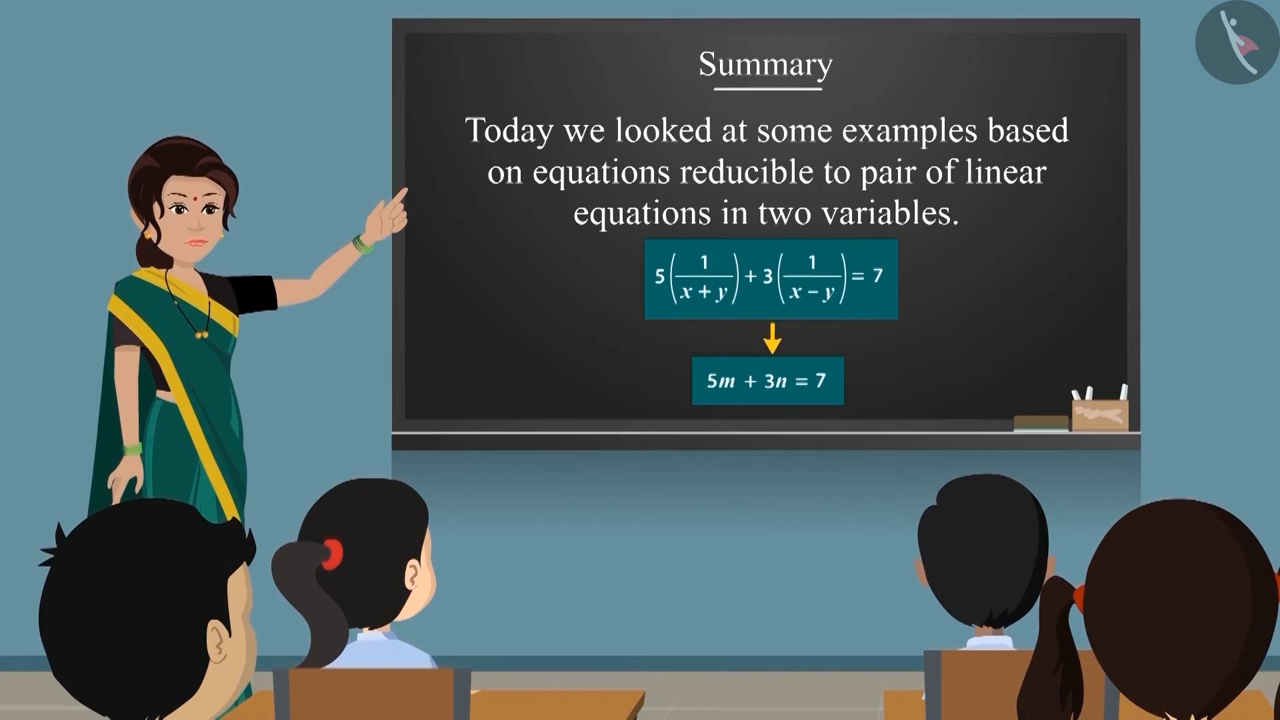 Summary
Today we looked at some examples based
on equations reducible to pair of linear
equations in two variables.
5(1/(x + y)) + 3(1/(x − y)) = 7
5m + 3n = 7